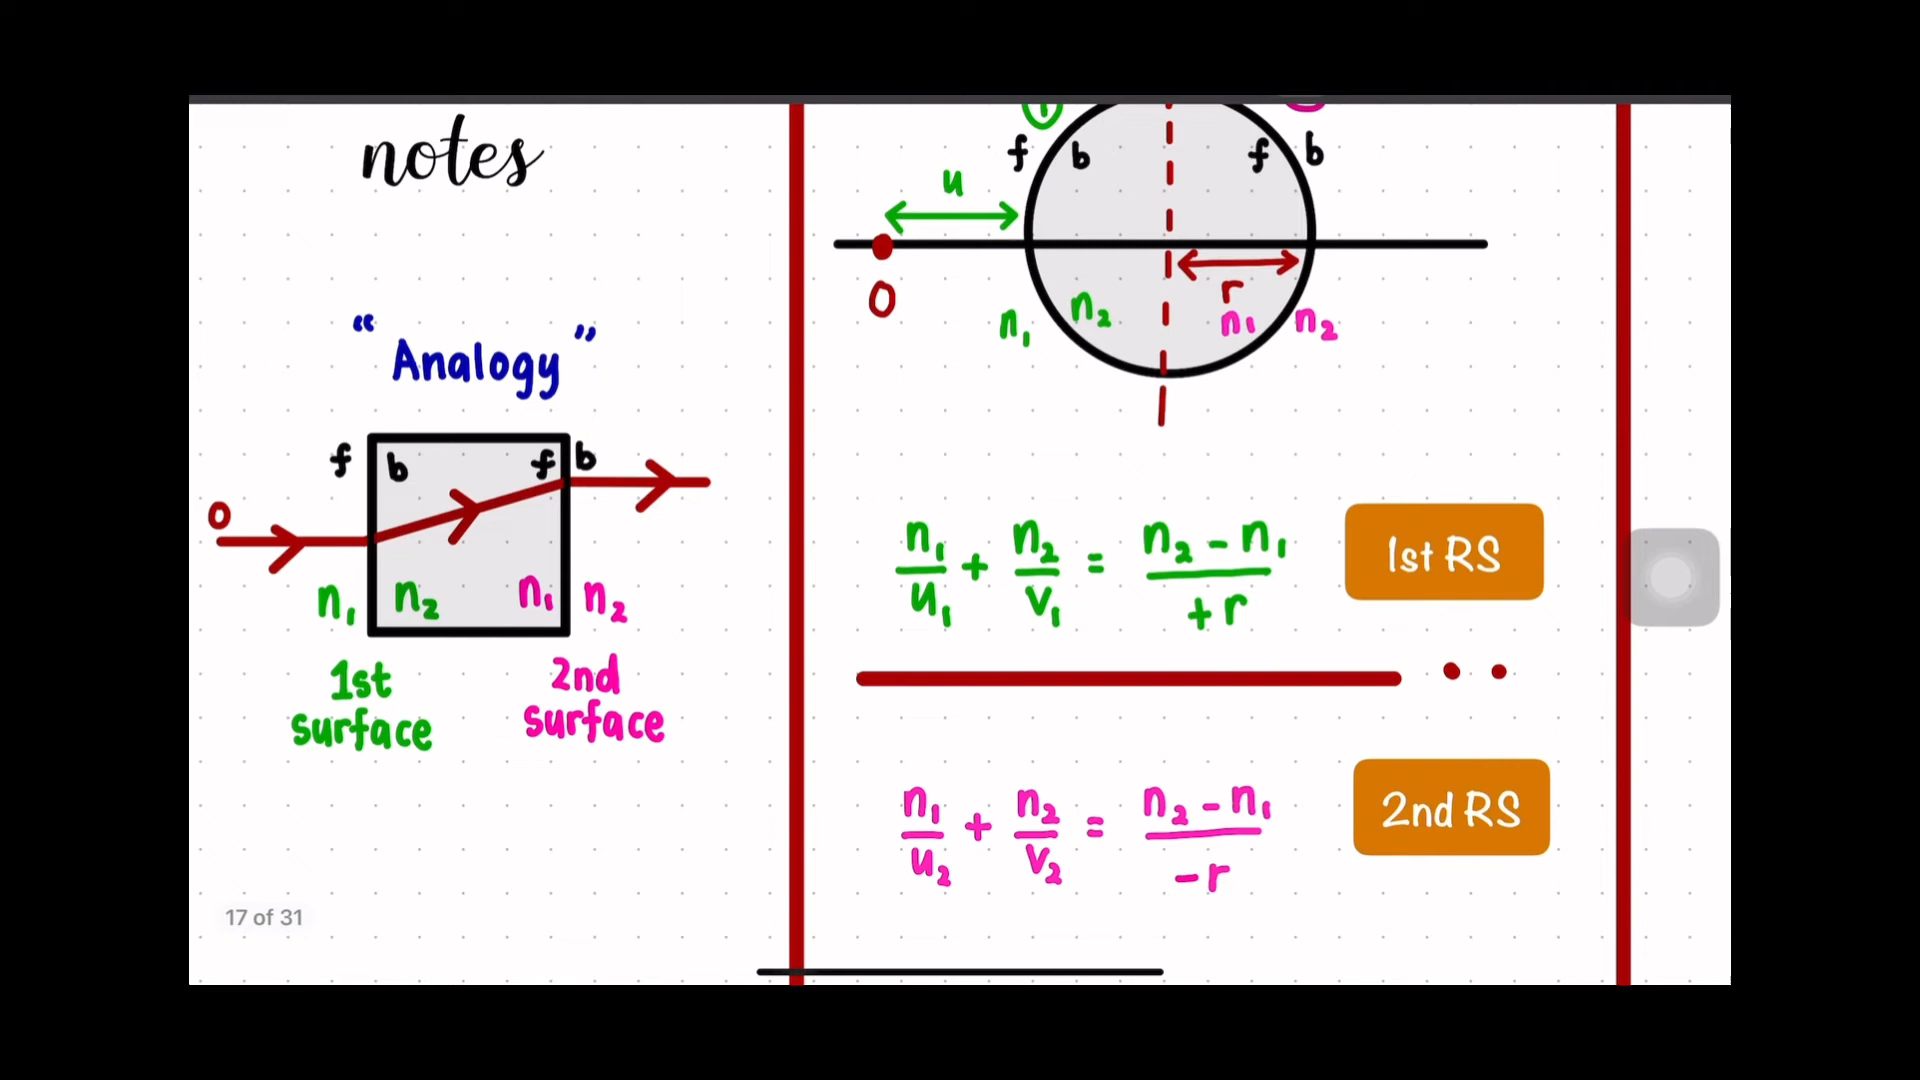 notes
“ Analogy ”
f b f b
O
n₁ n₂ n₁ n₂
1st surface
2nd surface
17 of 31
1
f b f b
u
O
r
n₁ n₂ n₁ n₂
n₁/u₁ + n₂/v₁ = n₂ - n₁/+r
1st RS
n₁/u₂ + n₂/v₂ = n₂ - n₁/-r
2nd RS